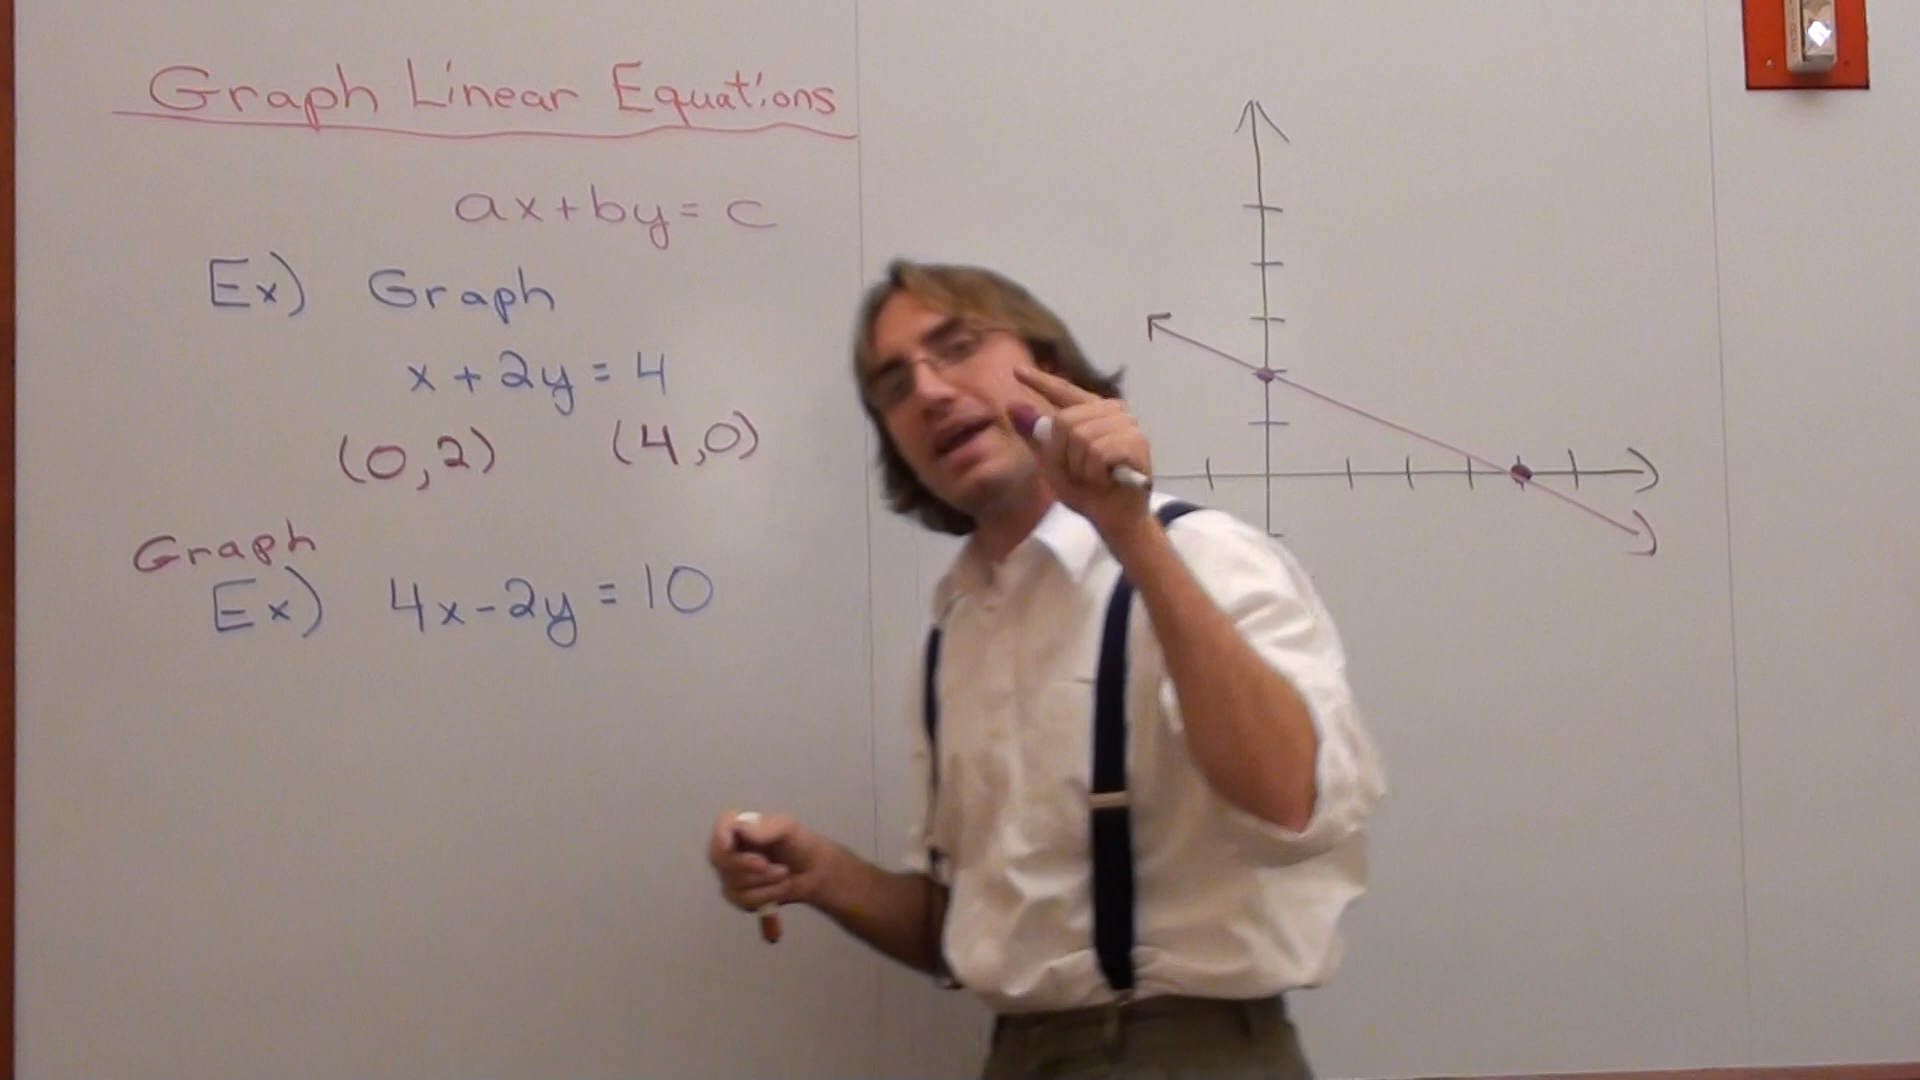 Graph Linear Equations
ax+by=c
Ex) Graph
x+2y=4
(0,2) (4,0)
Graph
Ex) 4x-2y=10